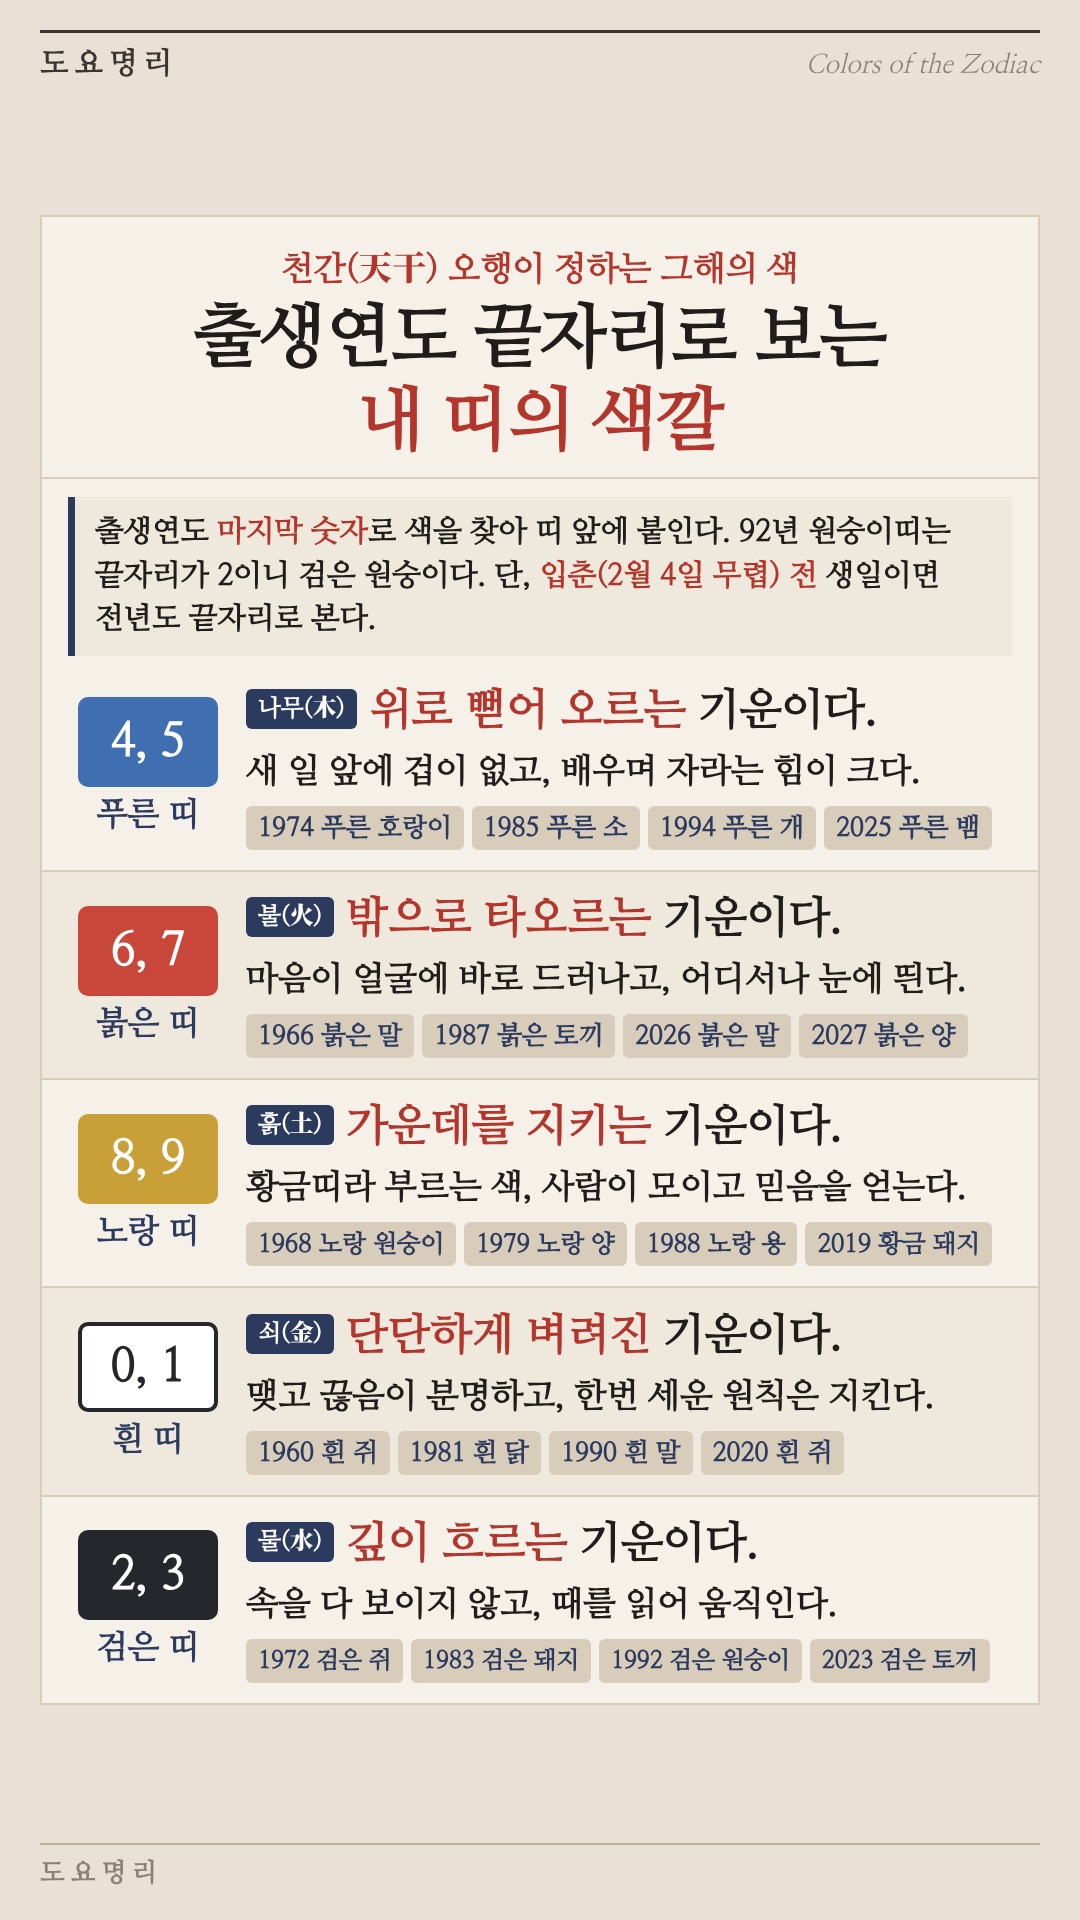 도요명리
Colors of the Zodiac
천간(天干) 오행이 정하는 그해의 색
출생연도 끝자리로 보는
내 띠의 색깔
출생연도 마지막 숫자로 색을 찾아 띠 앞에 붙인다. 92년 원숭이띠는
끝자리가 2이니 검은 원숭이다. 단, 입춘(2월 4일 무렵) 전 생일이면
전년도 끝자리로 본다.
4, 5
푸른 띠
나무(木) 위로 뻗어 오르는 기운이다.
새 일 앞에 겁이 없고, 배우며 자라는 힘이 크다.
1974 푸른 호랑이 1985 푸른 소 1994 푸른 개 2025 푸른 뱀
6, 7
붉은 띠
불(火) 밖으로 타오르는 기운이다.
마음이 얼굴에 바로 드러나고, 어디서나 눈에 띈다.
1966 붉은 말 1987 붉은 토끼 2026 붉은 말 2027 붉은 양
8, 9
노랑 띠
흙(土) 가운데를 지키는 기운이다.
황금띠라 부르는 색, 사람이 모이고 믿음을 얻는다.
1968 노랑 원숭이 1979 노랑 양 1988 노랑 용 2019 황금 돼지
0, 1
흰 띠
쇠(金) 단단하게 벼려진 기운이다.
맺고 끊음이 분명하고, 한번 세운 원칙은 지킨다.
1960 흰 쥐 1981 흰 닭 1990 흰 말 2020 흰 쥐
2, 3
검은 띠
물(水) 깊이 흐르는 기운이다.
속을 다 보이지 않고, 때를 읽어 움직인다.
1972 검은 쥐 1983 검은 돼지 1992 검은 원숭이 2023 검은 토끼
도요명리